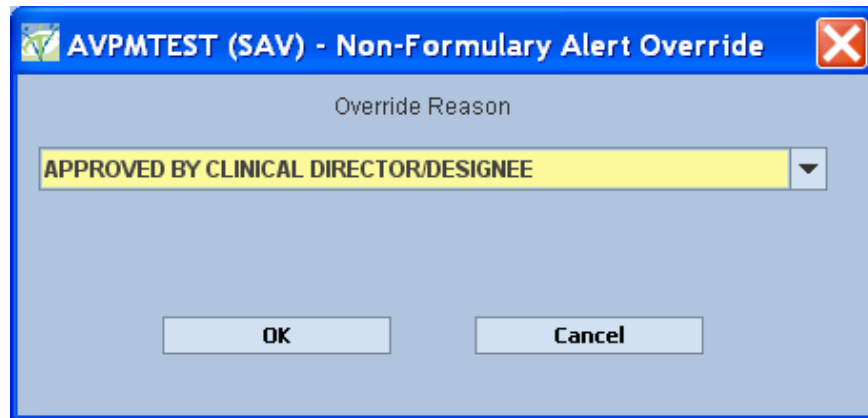 AVPMTEST (SAV) - Non-Formulary Alert Override
Override Reason
APPROVED BY CLINICAL DIRECTOR/DESIGNEE
OK
Cancel